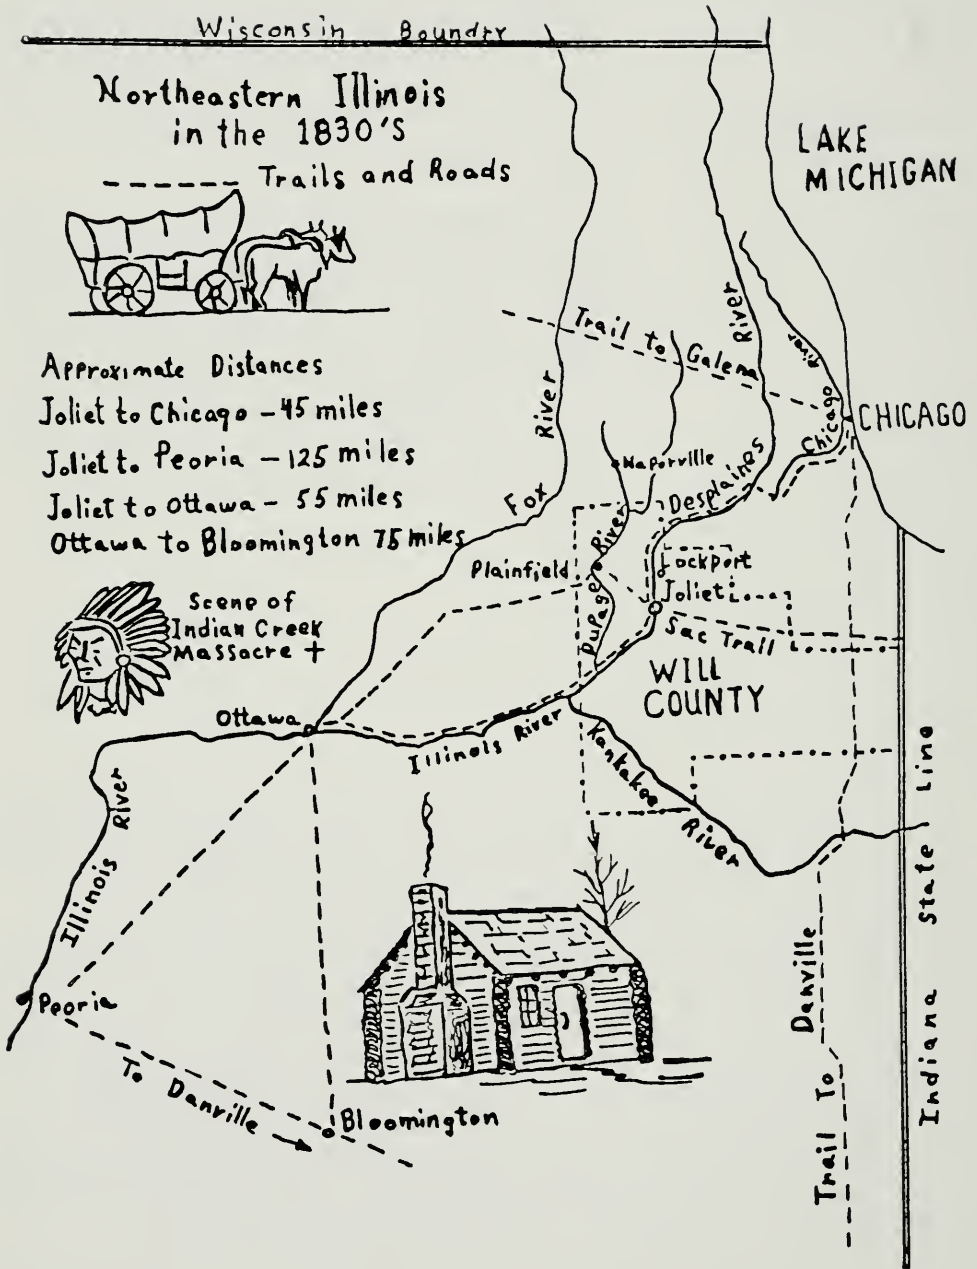 Wisconsin Boundry
Northeastern Illinois
in the 1830'S
Trails and Roads
LAKE
MICHIGAN
Approximate Distances
Joliet to Chicago - 45 miles
Joliet to Peoria - 125 miles
Joliet to Ottawa - 55 miles
Ottawa to Bloomington 75 miles
Trail to Galena
River
River
Chicago
CHICAGO
Fox River
Naporville
Desplaines
DuPage River
Plainfield
Lockport
Joliet
Sac Trail
Scene of
Indian Creek
Massacre +
WILL
COUNTY
Ottawa
Illinois River
Kankakee River
Illinois River
Peoria
To Danville
Bloomington
Trail To Danville
Indiana State Line